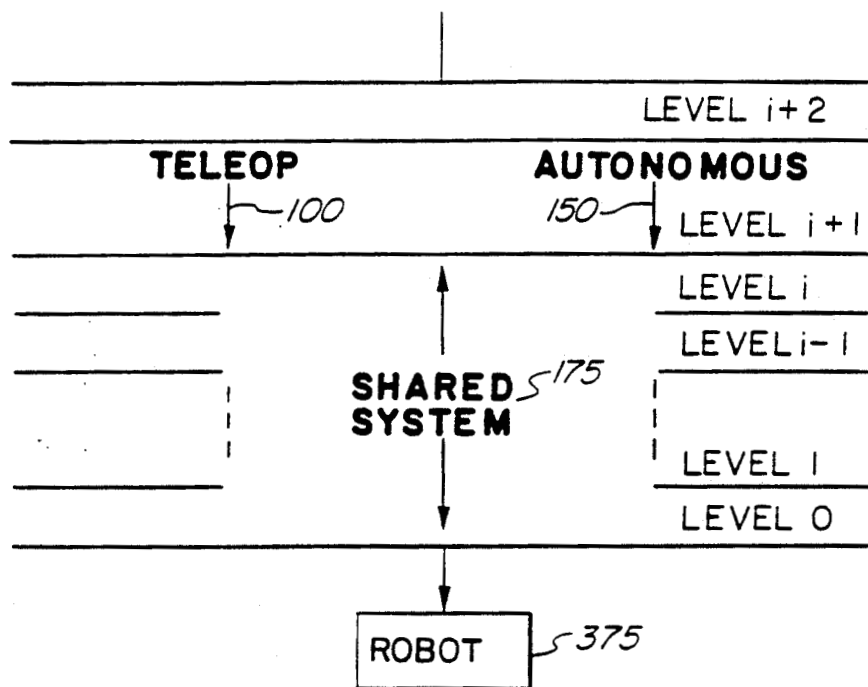 LEVEL i+2
TELEOP AUTONOMOUS
100 150
LEVEL i+1
LEVEL i
LEVEL i-1
SHARED 175
SYSTEM
LEVEL 1
LEVEL 0
ROBOT 375